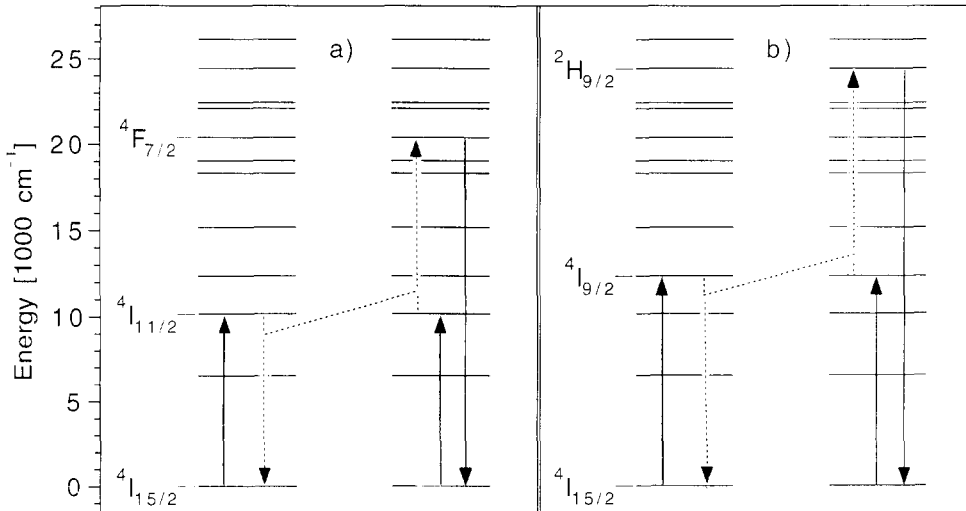 Energy [1000 cm⁻¹]
25
20
15
10
5
0
a)
⁴F₇/₂
⁴I₁₁/₂
⁴I₁₅/₂
b)
²H₉/₂
⁴I₉/₂
⁴I₁₅/₂